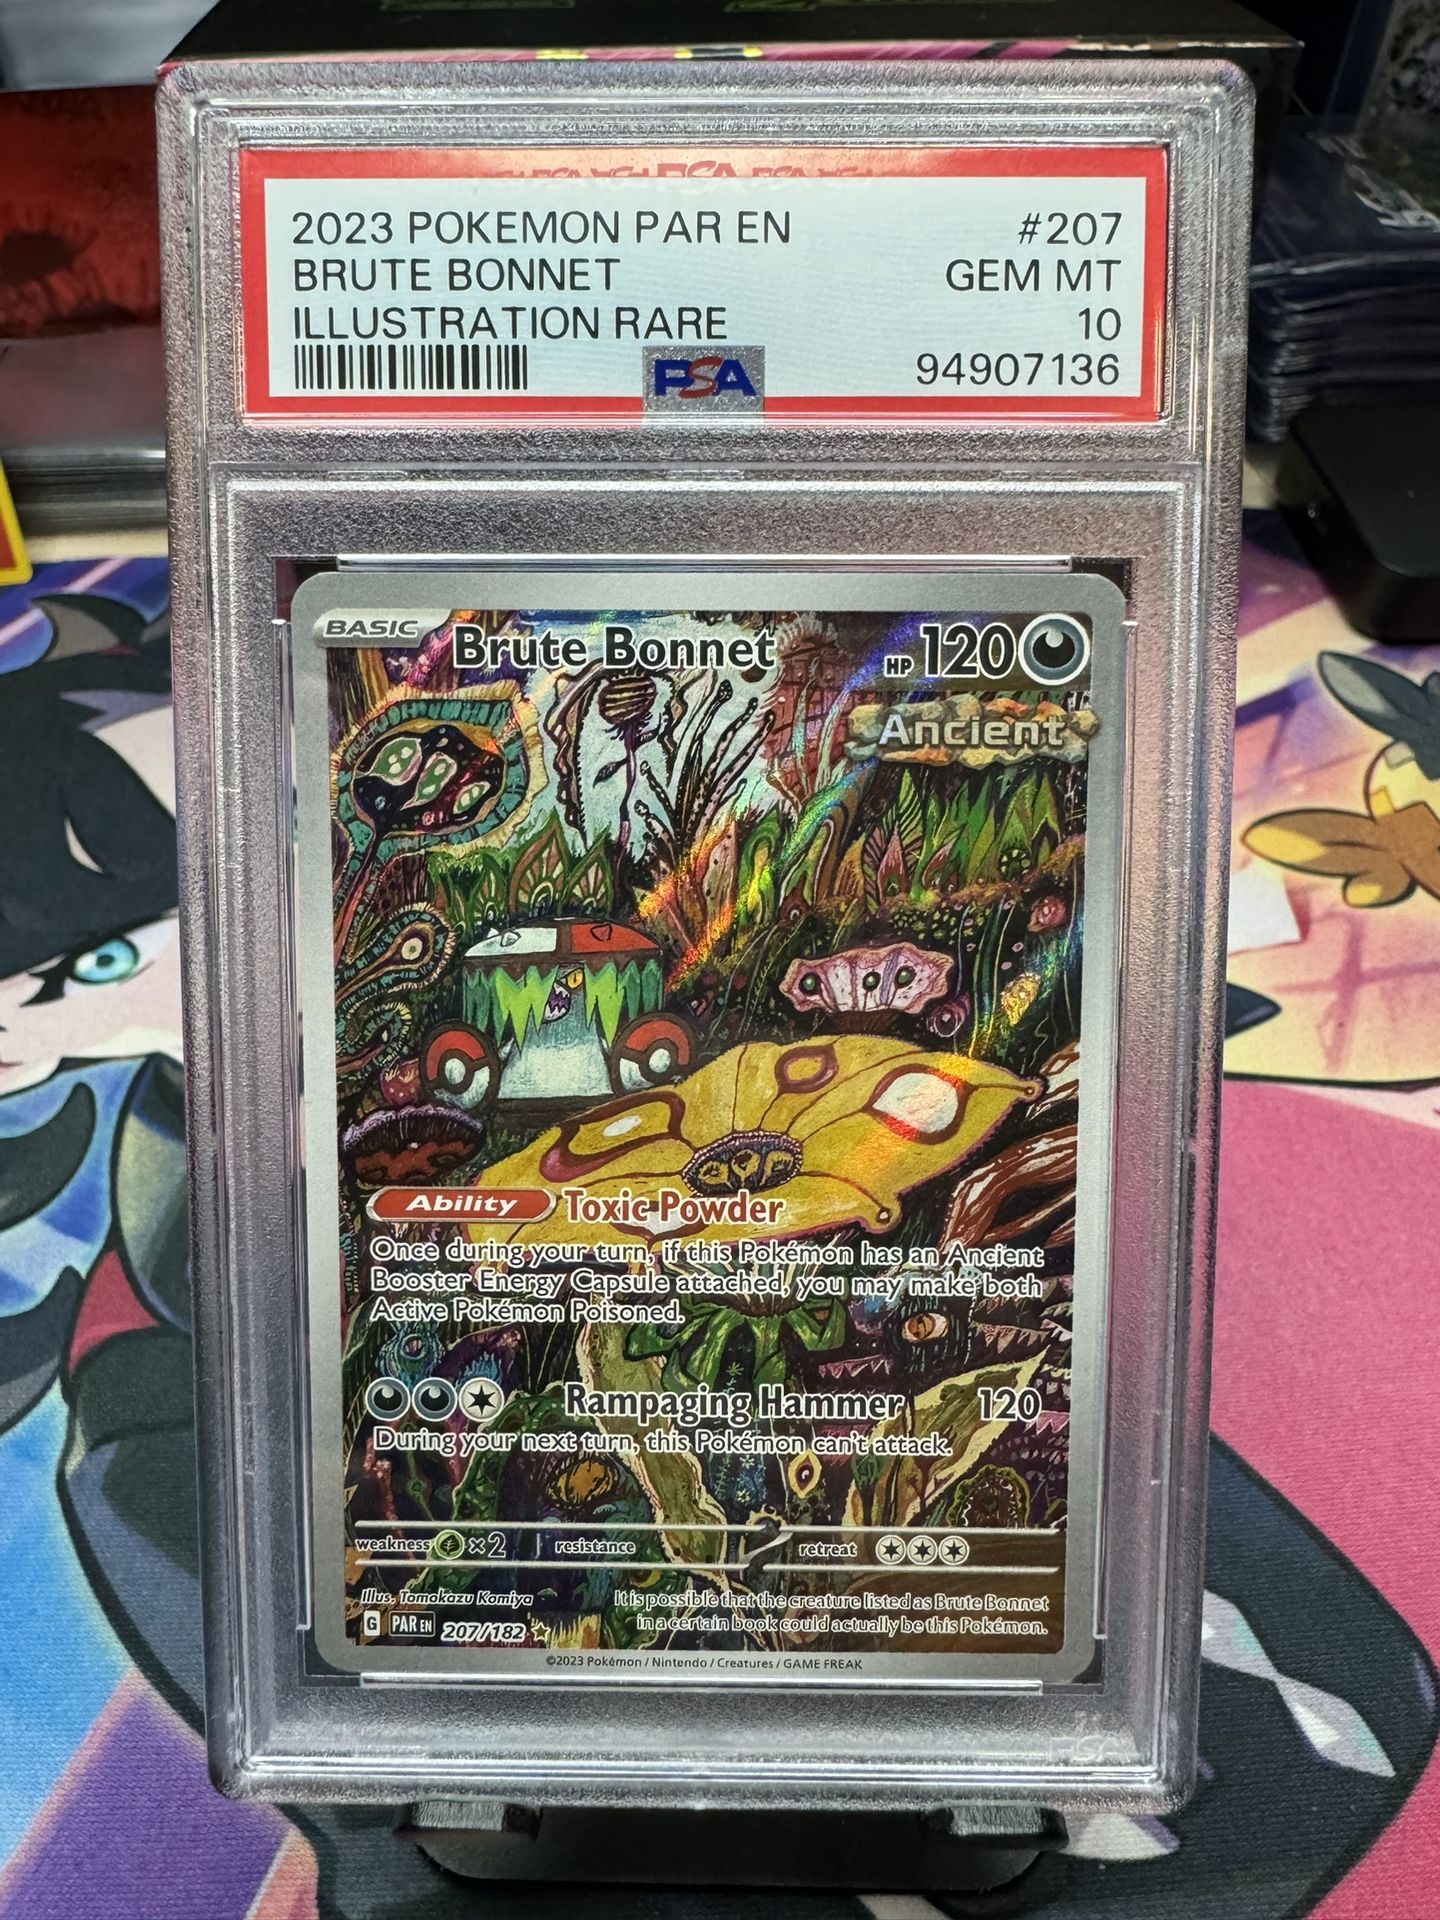 2023 POKEMON PAR EN #207
BRUTE BONNET GEM MT
ILLUSTRATION RARE 10
PSA 94907136
BASIC Brute Bonnet HP 120
Ancient
Ability Toxic Powder
Once during your turn, if this Pokémon has an Ancient
Booster Energy Capsule attached, you may make both
Active Pokémon Poisoned.
Rampaging Hammer 120
During your next turn, this Pokémon can't attack.
weakness ×2 resistance retreat
Illus. Tomokazu Komiya
It is possible that the creature listed as Brute Bonnet
in a certain book could actually be this Pokémon.
G PAR EN 207/182
©2023 Pokémon / Nintendo / Creatures / GAME FREAK